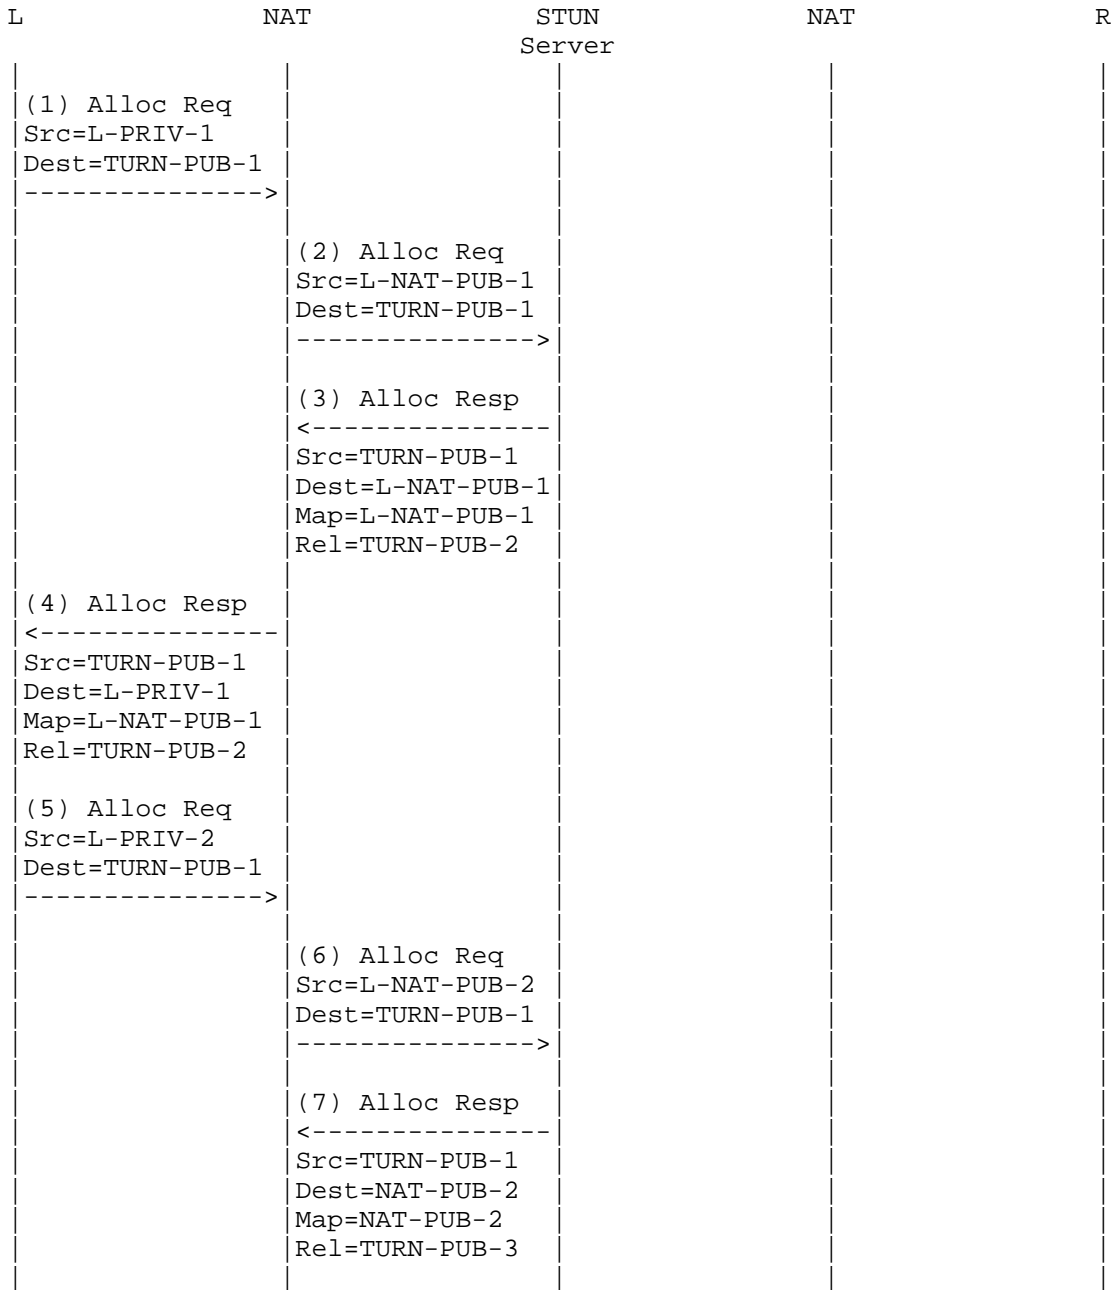 L NAT STUN NAT R
Server
(1) Alloc Req
Src=L-PRIV-1
Dest=TURN-PUB-1
--------------->
(2) Alloc Req
Src=L-NAT-PUB-1
Dest=TURN-PUB-1
--------------->
(3) Alloc Resp
<---------------
Src=TURN-PUB-1
Dest=L-NAT-PUB-1
Map=L-NAT-PUB-1
Rel=TURN-PUB-2
(4) Alloc Resp
<---------------
Src=TURN-PUB-1
Dest=L-PRIV-1
Map=L-NAT-PUB-1
Rel=TURN-PUB-2
(5) Alloc Req
Src=L-PRIV-2
Dest=TURN-PUB-1
--------------->
(6) Alloc Req
Src=L-NAT-PUB-2
Dest=TURN-PUB-1
--------------->
(7) Alloc Resp
<---------------
Src=TURN-PUB-1
Dest=NAT-PUB-2
Map=NAT-PUB-2
Rel=TURN-PUB-3